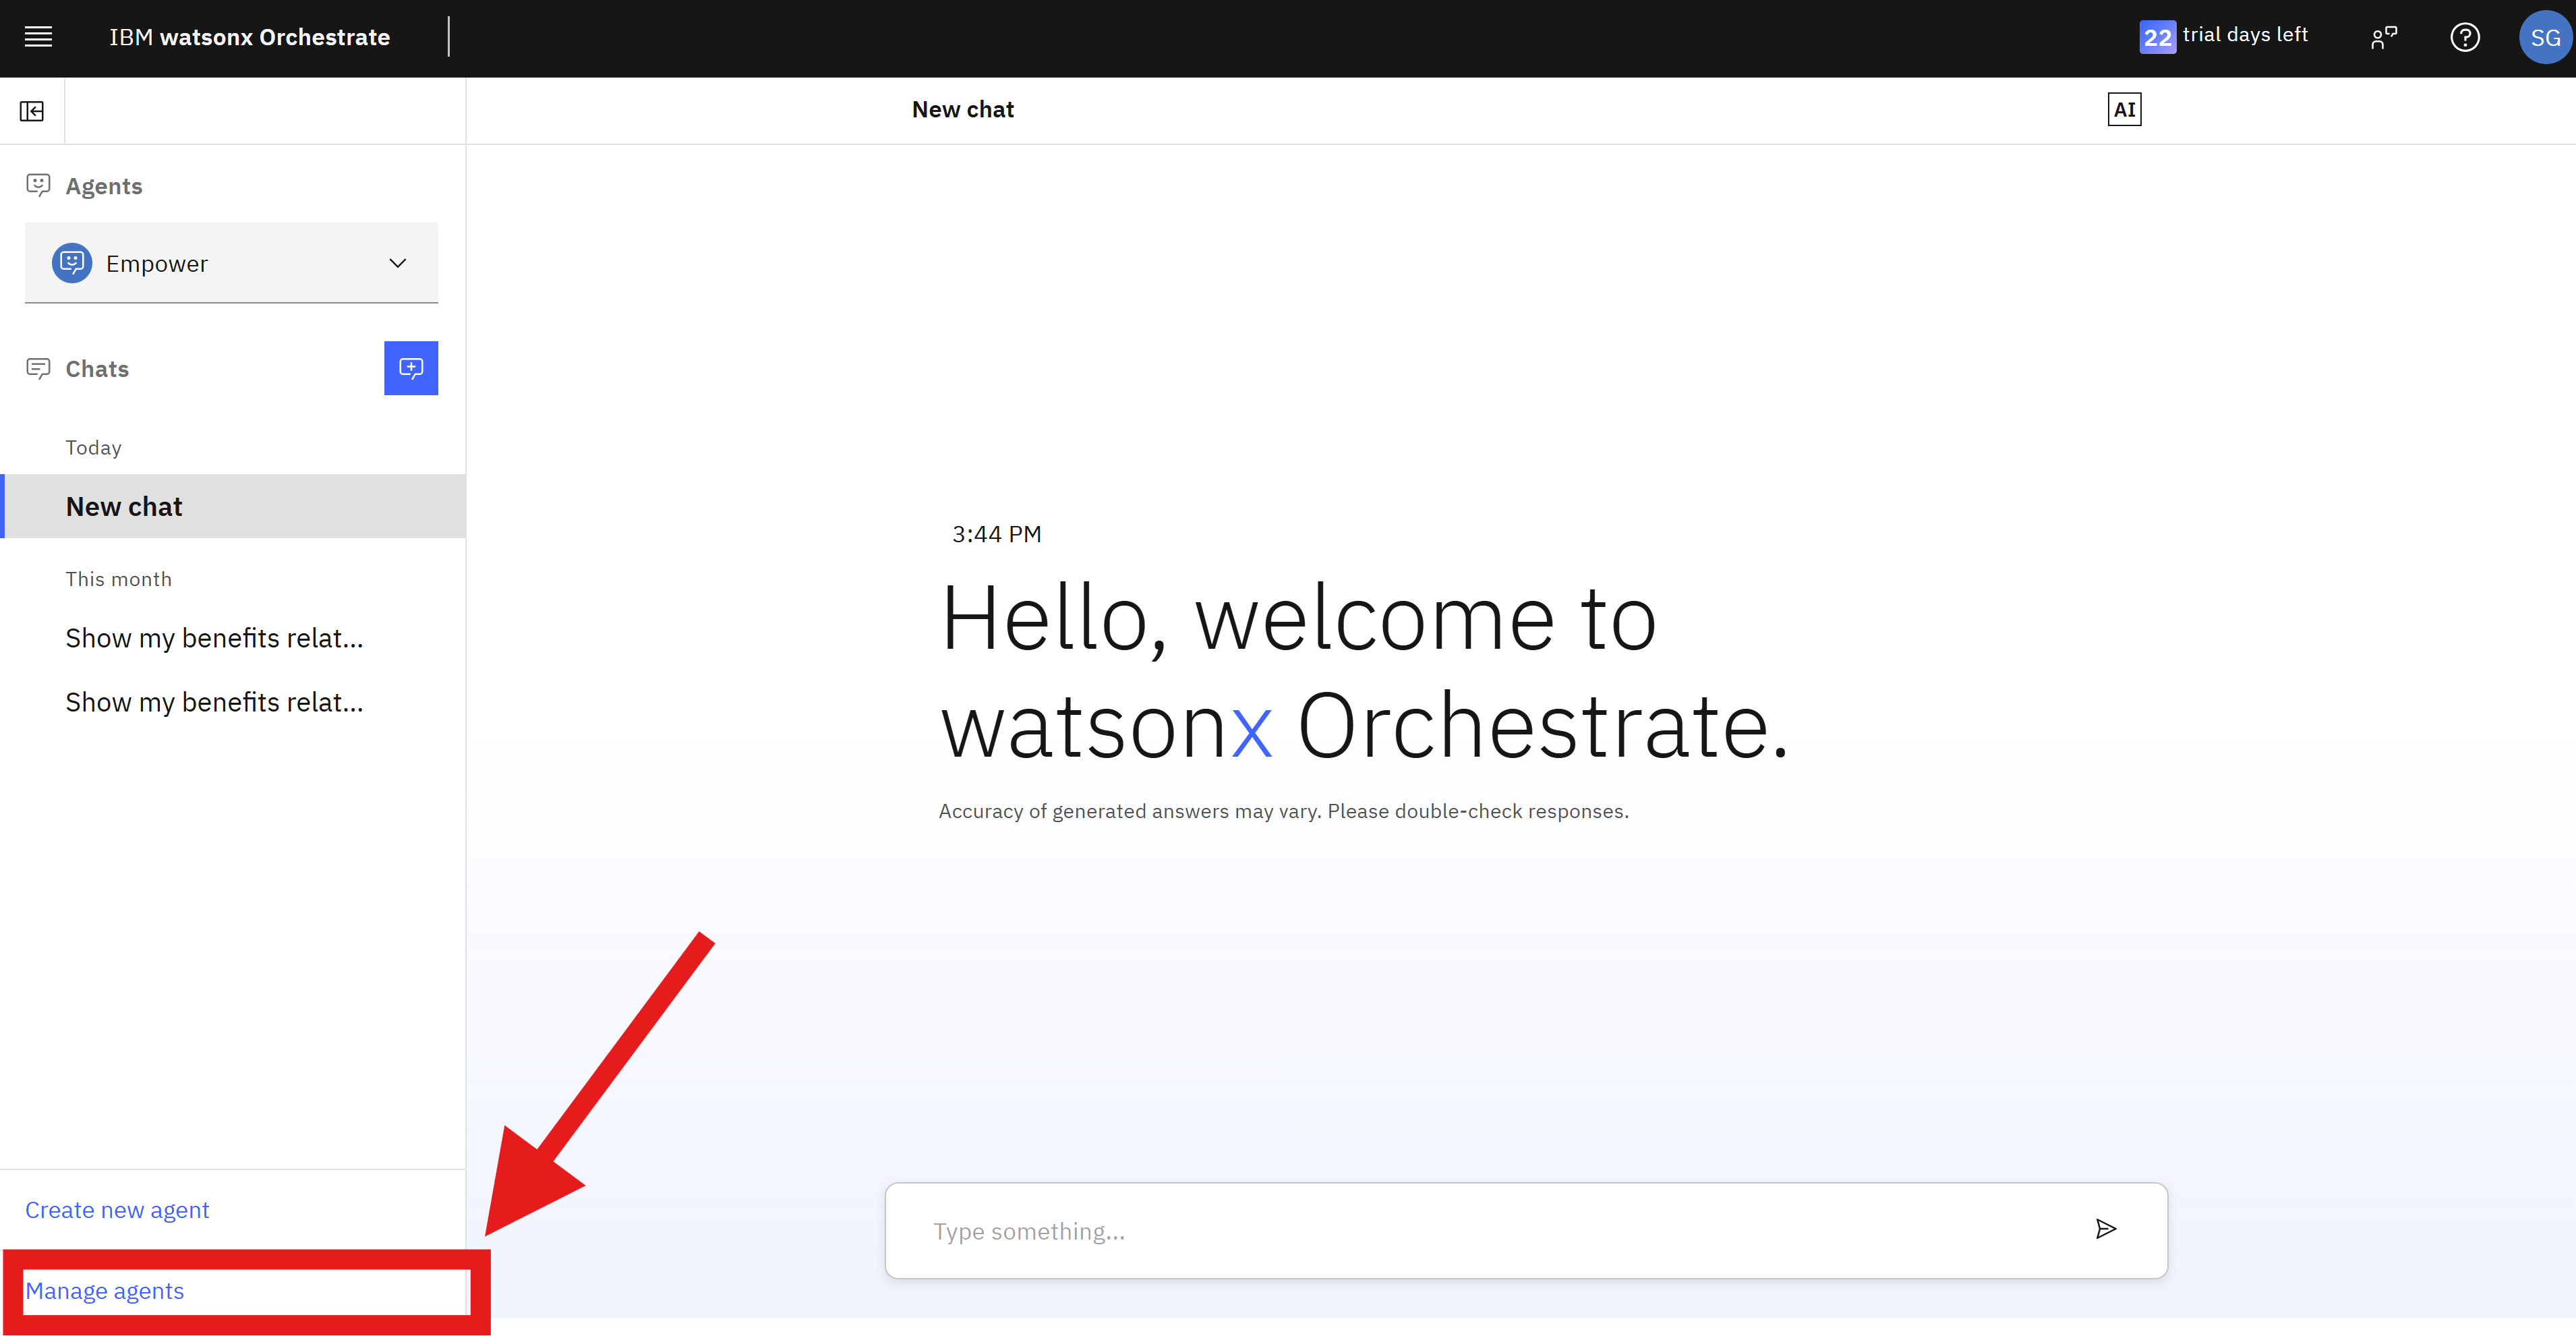 IBM watsonx Orchestrate
22 trial days left
SG
New chat
AI
Agents
Empower
Chats
Today
New chat
This month
Show my benefits relat...
Show my benefits relat...
3:44 PM
Hello, welcome to
watsonx Orchestrate.
Accuracy of generated answers may vary. Please double-check responses.
Create new agent
Type something...
Manage agents